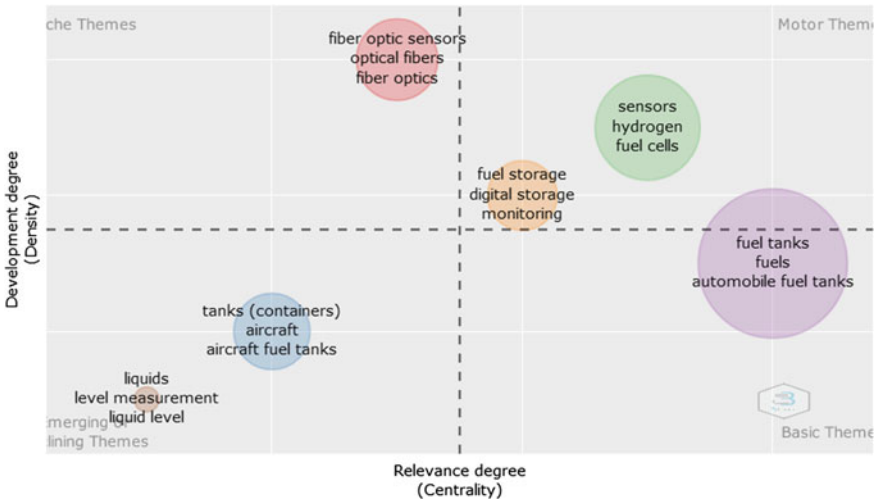 che Themes
Motor Theme
fiber optic sensors
optical fibers
fiber optics
sensors
hydrogen
fuel cells
fuel storage
digital storage
monitoring
fuel tanks
fuels
automobile fuel tanks
tanks (containers)
aircraft
aircraft fuel tanks
liquids
level measurement
liquid level
merging or
lining Themes
Basic Theme
Development degree
(Density)
Relevance degree
(Centrality)